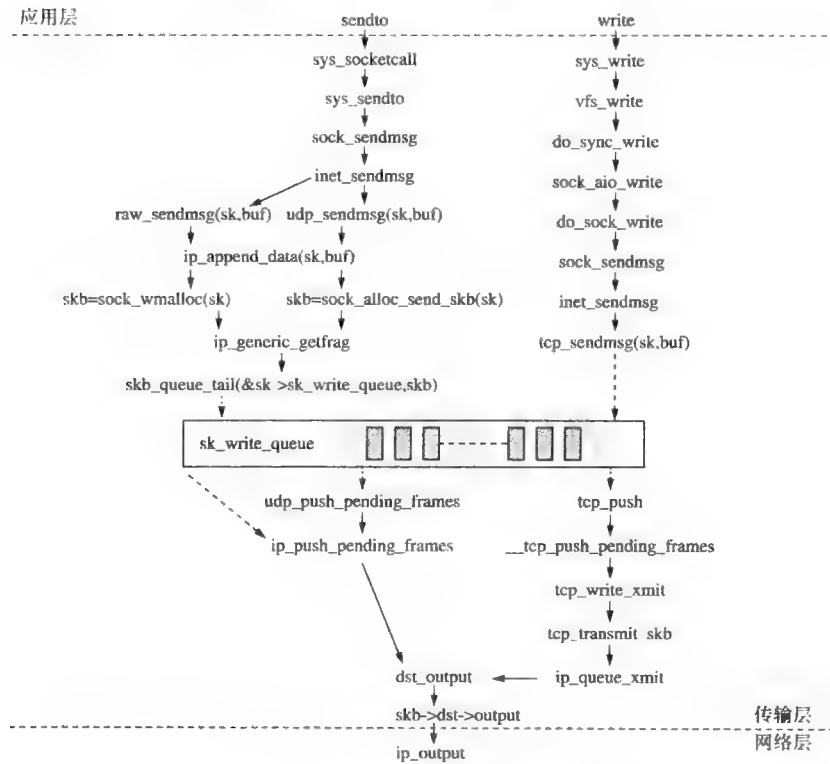 应用层
sendto write
sys_socketcall sys_write
sys_sendto vfs_write
sock_sendmsg do_sync_write
inet_sendmsg sock_aio_write
raw_sendmsg(sk,buf) udp_sendmsg(sk,buf) do_sock_write
ip_append_data(sk,buf) sock_sendmsg
skb=sock_wmalloc(sk) skb=sock_alloc_send_skb(sk) inet_sendmsg
ip_generic_getfrag tcp_sendmsg(sk,buf)
skb_queue_tail(&sk >sk_write_queue,skb)
sk_write_queue
udp_push_pending_frames tcp_push
ip_push_pending_frames __tcp_push_pending_frames
tcp_write_xmit
tcp_transmit skb
dst_output ip_queue_xmit
skb->dst->output 传输层
网络层
ip_output